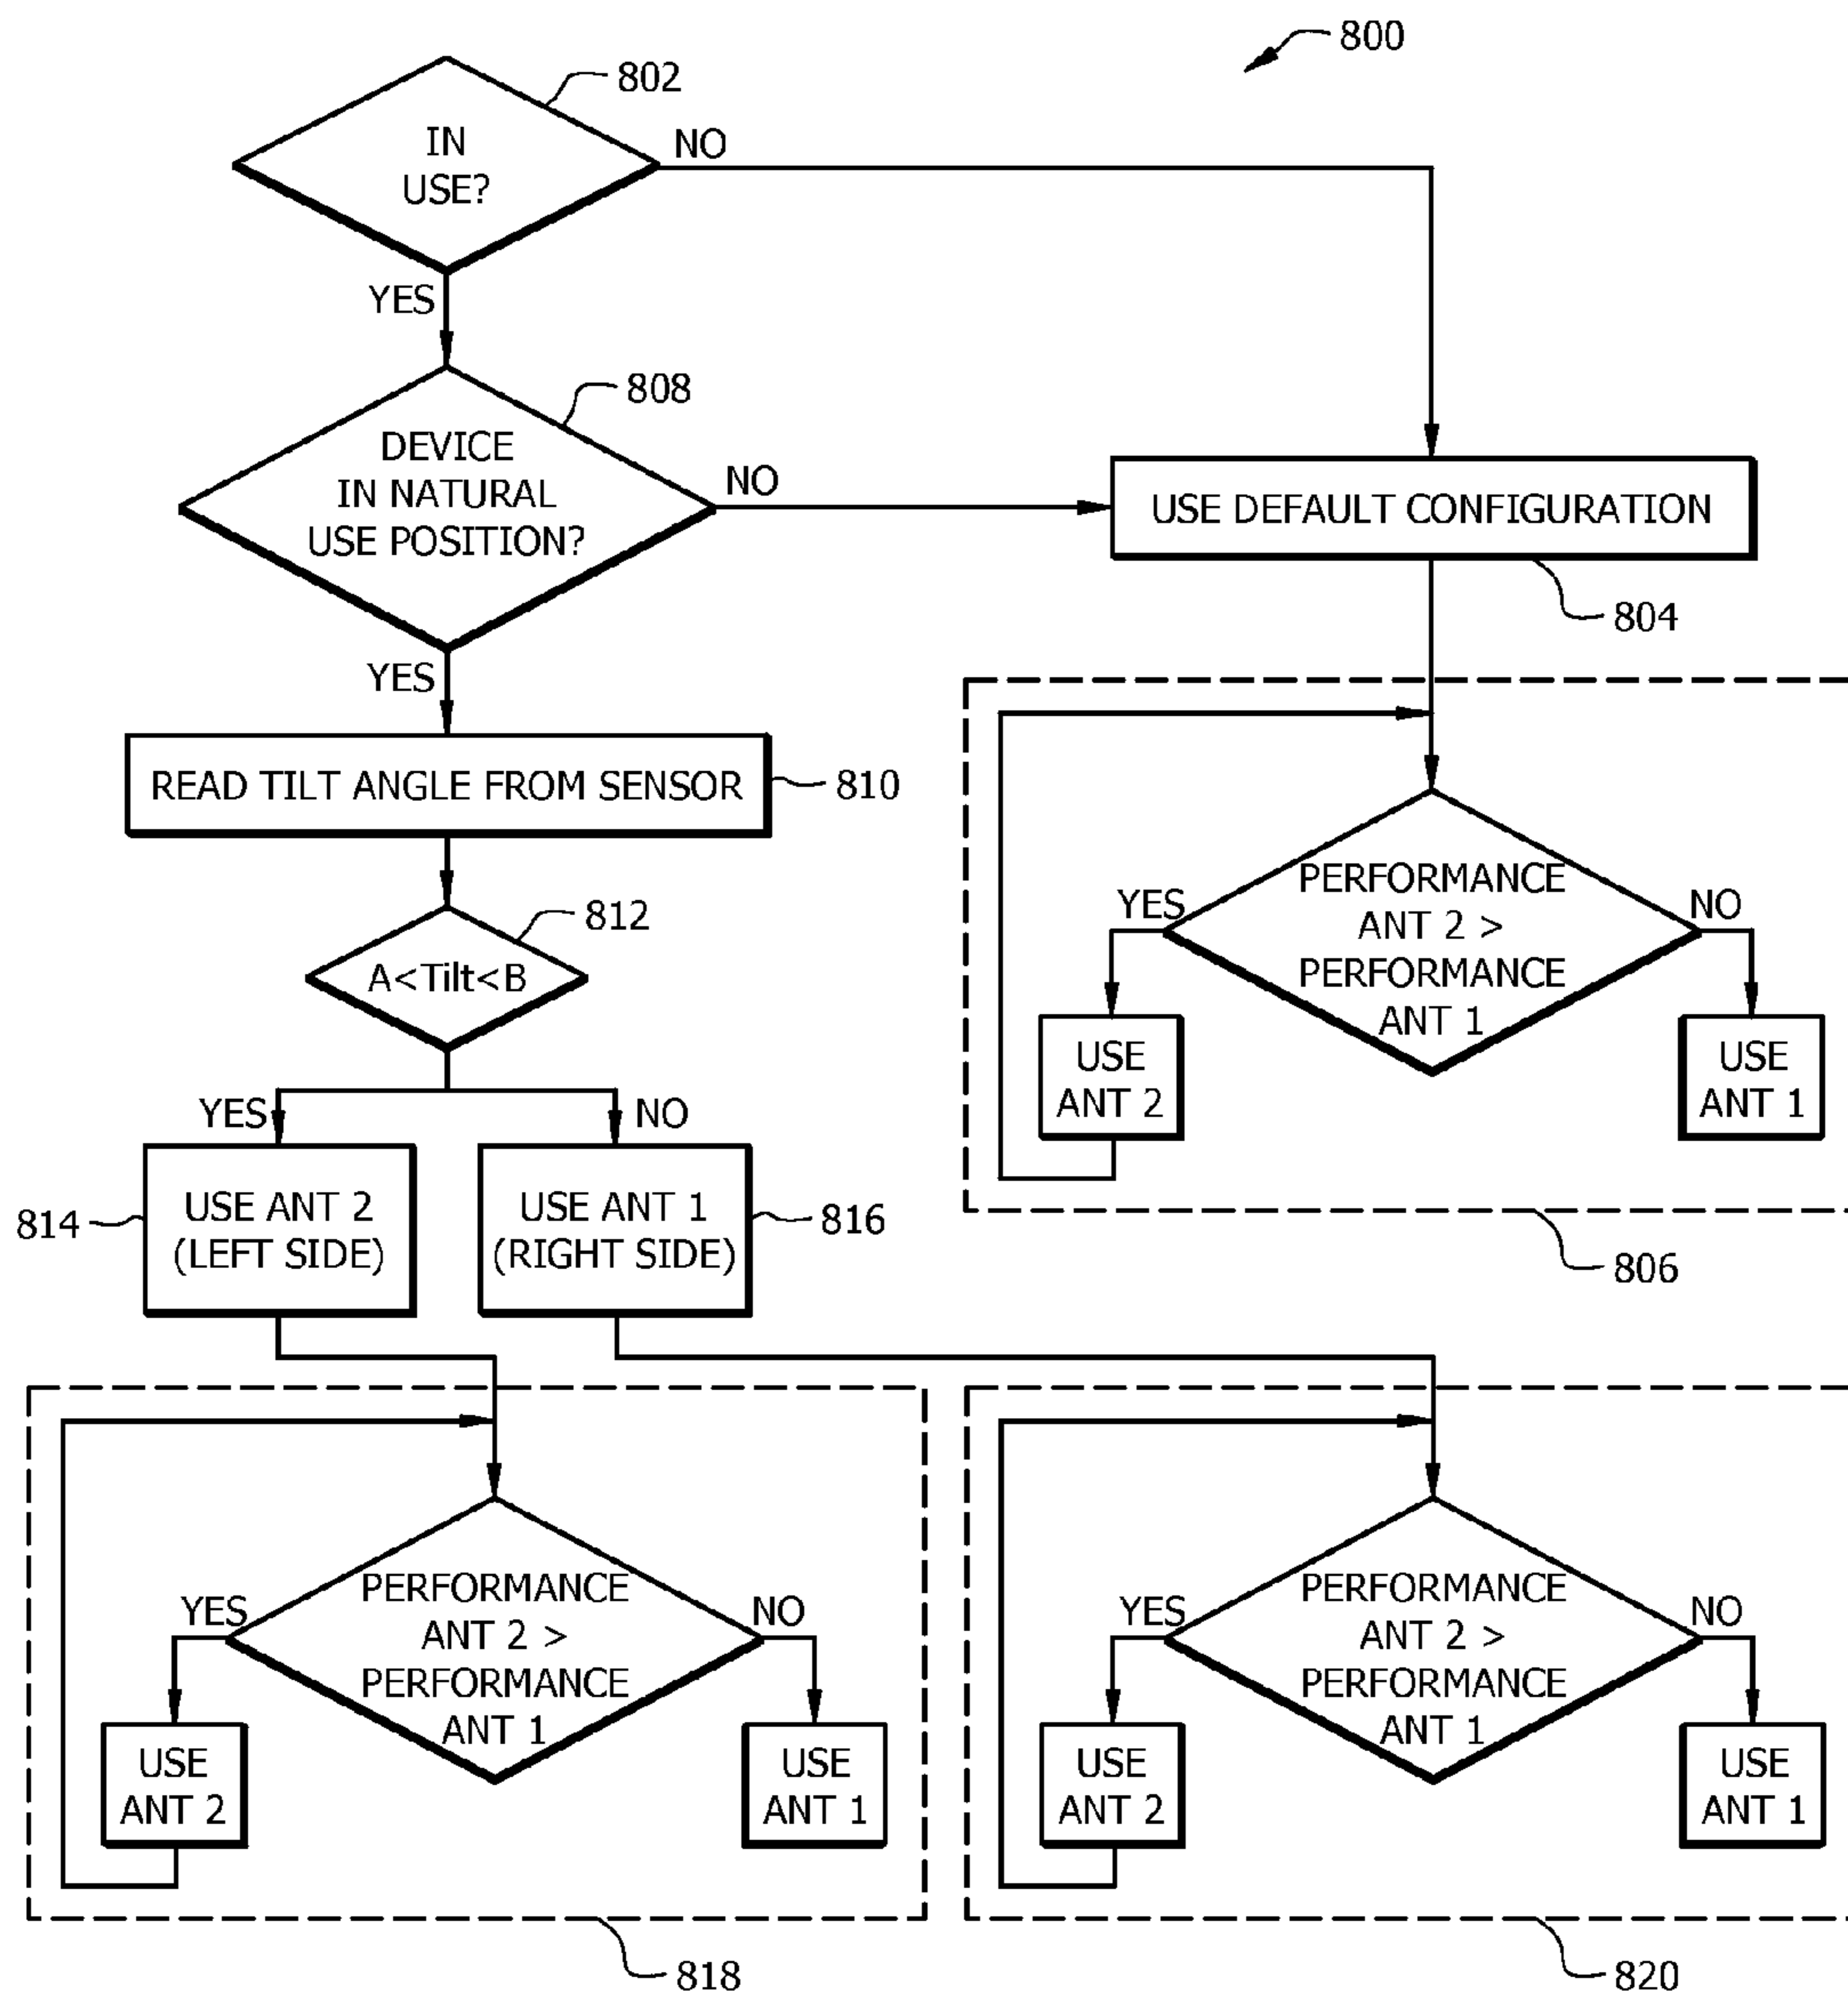 800
802
IN
USE?
NO
YES
808
DEVICE
IN NATURAL
USE POSITION?
NO
YES
USE DEFAULT CONFIGURATION
804
READ TILT ANGLE FROM SENSOR
810
812
A<Tilt<B
YES
NO
814
USE ANT 2
(LEFT SIDE)
USE ANT 1
(RIGHT SIDE)
816
PERFORMANCE
ANT 2 >
PERFORMANCE
ANT 1
YES
NO
USE
ANT 2
USE
ANT 1
806
PERFORMANCE
ANT 2 >
PERFORMANCE
ANT 1
YES
NO
USE
ANT 2
USE
ANT 1
818
PERFORMANCE
ANT 2 >
PERFORMANCE
ANT 1
YES
NO
USE
ANT 2
USE
ANT 1
820